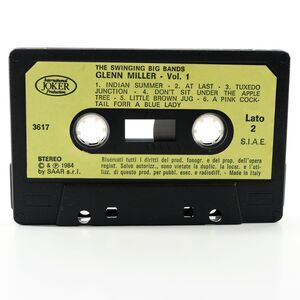 THE SWINGING BIG BANDS
GLENN MILLER - Vol. 1
International
JOKER
Production
1. INDIAN SUMMER - 2. AT LAST - 3. TUXEDO
JUNCTION - 4. DON'T SIT UNDER THE APPLE
TREE - 5. LITTLE BROWN JUG - 6. A PINK COCK-
TAIL FORR A BLUE LADY
3617
Lato
2
S.I.A.E.
STEREO
© & ℗ 1984
by SAAR s.r.l.
Riservati tutti i diritti del prod. fonogr. e del prop. dell'opera
regist. Salvo autorizz., sono vietate la duplic. la locaz. e l'uti-
lizz. di questo prod. per pubbl. esec. e radiodiff. - Made in Italy